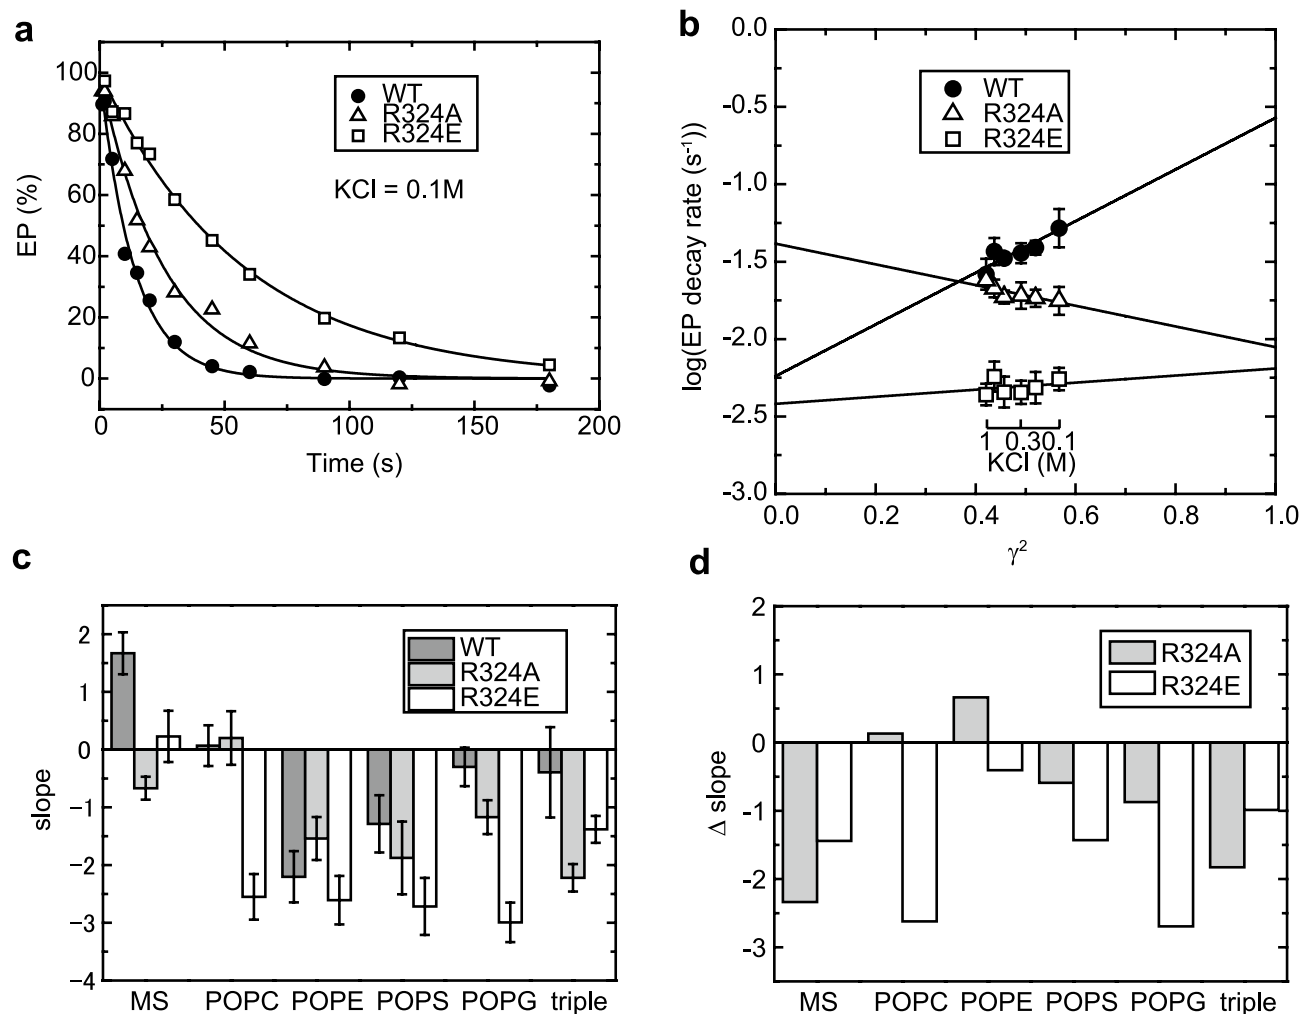 a
EP (%)
100
80
60
40
20
0
0
50
100
150
200
Time (s)
WT
R324A
R324E
KCl = 0.1M
b
log(EP decay rate (s⁻¹))
0.0
-0.5
-1.0
-1.5
-2.0
-2.5
-3.0
0.0
0.2
0.4
0.6
0.8
1.0
γ²
WT
R324A
R324E
1 0.3 0.1
KCl (M)
c
slope
2
1
0
−1
−2
−3
−4
WT
R324A
R324E
MS POPC POPE POPS POPG triple
d
Δ slope
2
1
0
-1
-2
-3
R324A
R324E
MS POPC POPE POPS POPG triple